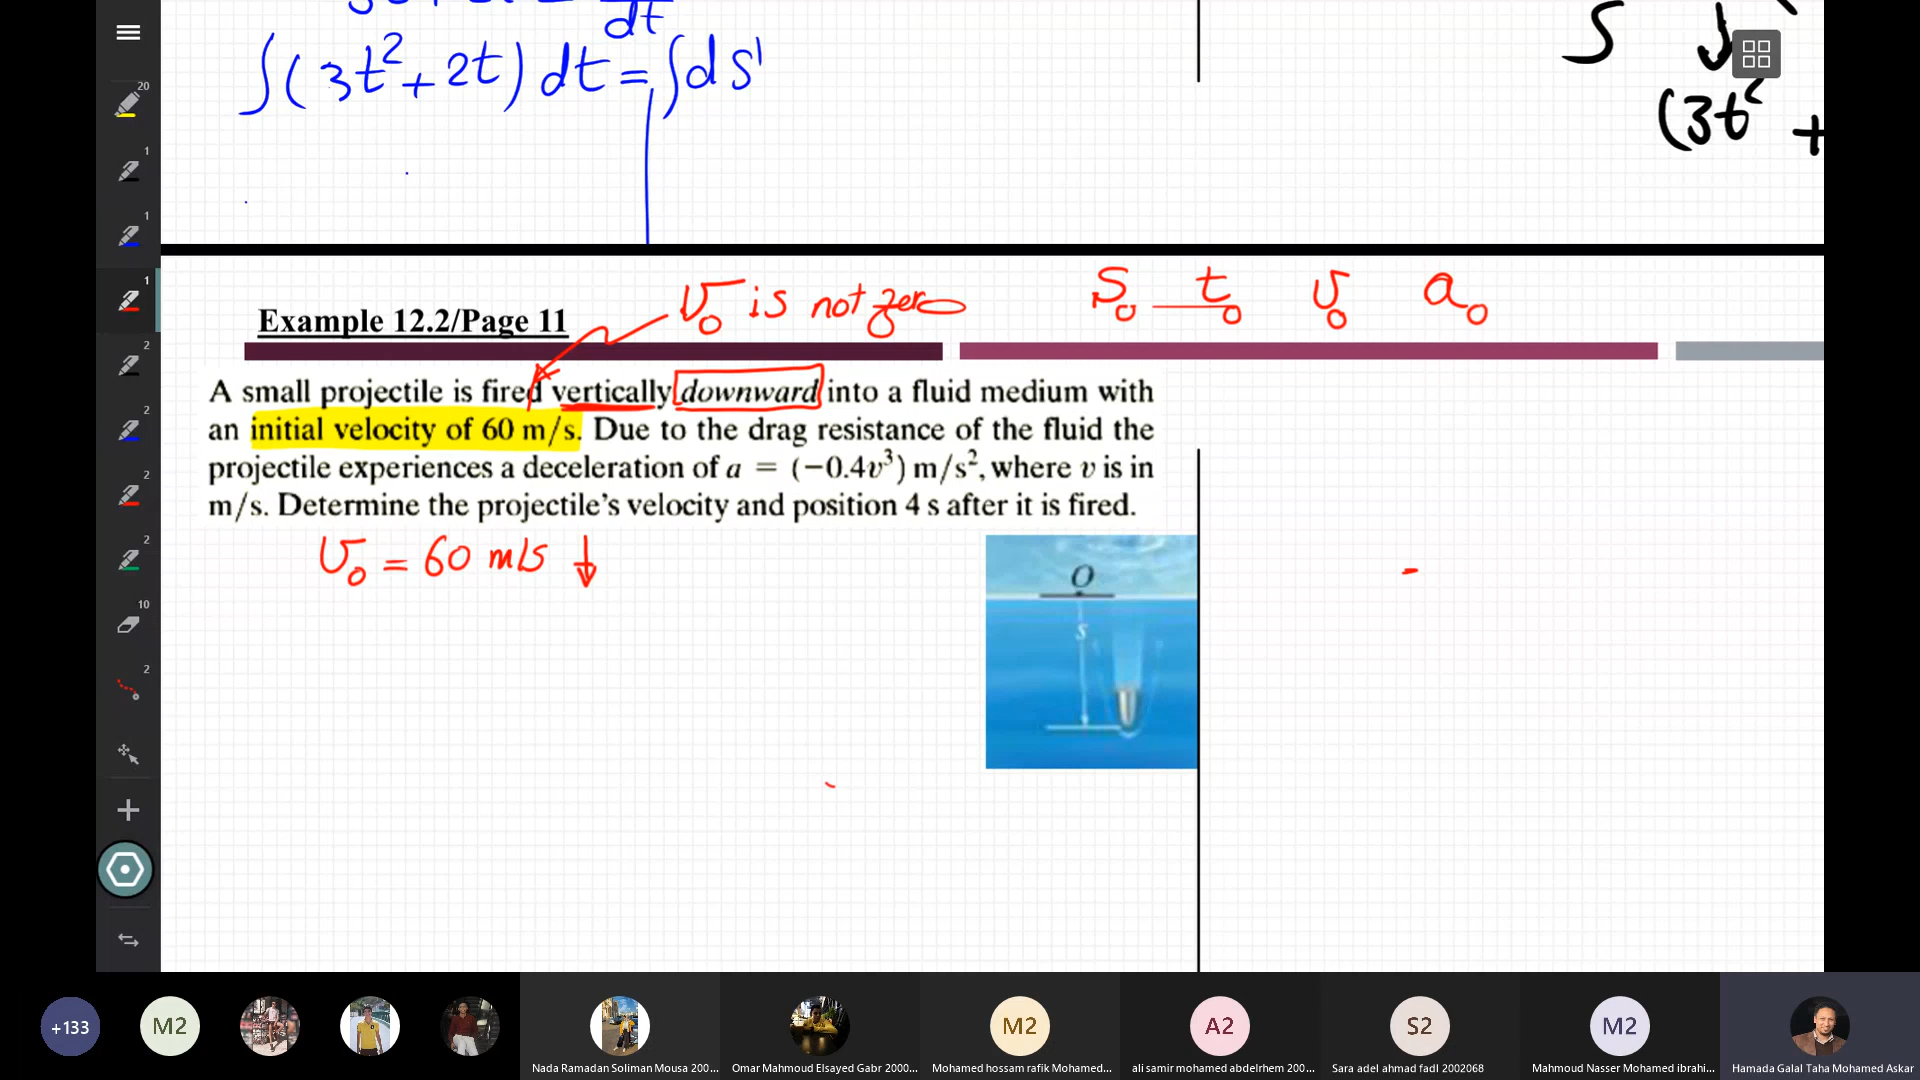 ∫(3t²+2t) dt = ∫ds
dt
(3t² +
20
1
1
1
2
2
2
2
10
2
v₀ is not zero
S₀ t₀ v₀ a₀
Example 12.2/Page 11
A small projectile is fired vertically downward into a fluid medium with
an initial velocity of 60 m/s. Due to the drag resistance of the fluid the
projectile experiences a deceleration of a = (−0.4v³) m/s², where v is in
m/s. Determine the projectile's velocity and position 4 s after it is fired.
v₀ = 60 m/s ↓
O
s
+133
M2
M2
A2
S2
M2
Nada Ramadan Soliman Mousa 200...
Omar Mahmoud Elsayed Gabr 2000...
Mohamed hossam rafik Mohamed...
ali samir mohamed abdelrhem 200...
Sara adel ahmad fadl 2002068
Mahmoud Nasser Mohamed ibrahi...
Hamada Galal Taha Mohamed Askar